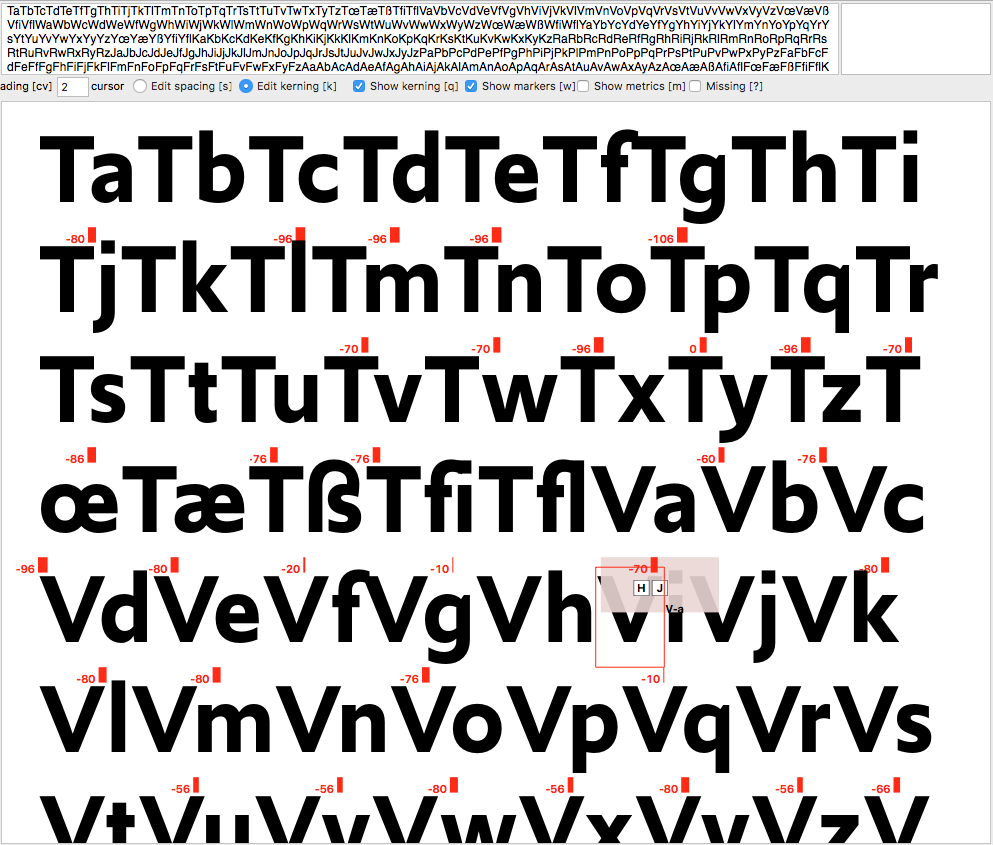 TaTbTcTdTeTfTgThTiTjTkTlTmTnToTpTqTrTsTtTuTvTwTxTyTzTœTæTßTfiTflVaVbVcVdVeVfVgVhViVjVkVlVmVnVoVpVqVrVsVtVuVvVwVxVyVzVœVæVß
VfiVflWaWbWcWdWeWfWgWhWiWjWkWlWmWnWoWpWqWrWsWtWuWvWwWxWyWzWœWæWßWfiWflYaYbYcYdYeYfYgYhYiYjYkYlYmYnYoYpYqYrY
sYtYuYvYwYxYyYzYœYæYßYfiYflKaKbKcKdKeKfKgKhKiKjKkKlKmKnKoKpKqKrKsKtKuKvKwKxKyKzRaRbRcRdReRfRgRhRiRjRkRlRmRnRoRpRqRrRs
RtRuRvRwRxRyRzJaJbJcJdJeJfJgJhJiJjJkJlJmJnJoJpJqJrJsJtJuJvJwJxJyJzPaPbPcPdPePfPgPhPiPjPkPlPmPnPoPpPqPrPsPtPuPvPwPxPyPzFaFbFcF
dFeFfFgFhFiFjFkFlFmFnFoFpFqFrFsFtFuFvFwFxFyFzAaAbAcAdAeAfAgAhAiAjAkAlAmAnAoApAqArAsAtAuAvAwAxAyAzAœAæAßAfiAflFœFæFßFfiFflK
ading [cv] 2 cursor Edit spacing [s] Edit kerning [k] Show kerning [q] Show markers [w] Show metrics [m] Missing [?]
TaTbTcTdTeTfTgThTi
-80 -96 -96 -96 -106
TjTkTlTmTnToTpTqTr
-70 -70 -96 0 -96 -70
TsTtTuTvTwTxTyTzT
-86 -76 -76 -60 -76
œTæTßTfiTflVaVbVc
-96 -80 -20 -10 -70 -80
H J
V-a
VdVeVfVgVhViVjVk
-80 -80 -76 -10
VlVmVnVoVpVqVrVs
-56 -56 -80 -56 -80 -56 -66
VtVuVvVwVxVyVzV